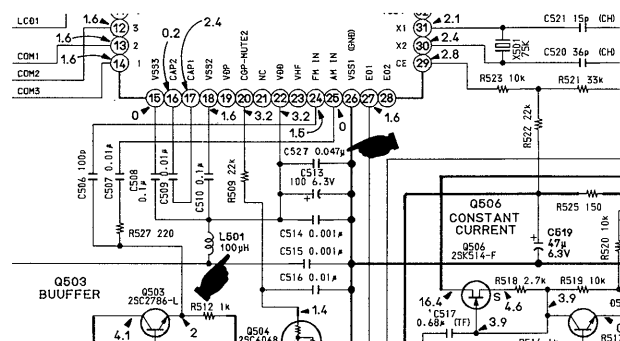 LCD1
COM1
COM2
COM3
1.6
1.6
1.6
12
13
14
3
2
1
0.2
2.4
VSS3
CAP2
CAP1
VSS2
VDP
COP-MUTE2
NC
VDD
VHF
FM IN
AM IN
VSS1 (GND)
EO1
EO2
15
16
17
18
19
20
21
22
23
24
25
26
27
28
0
1.6
3.2
3.2
1.5
0
1.6
31
30
29
X1
X2
CE
2.1
2.4
2.8
C521 15p (CH)
X501
75K
C520 36p (CH)
R523 10k
R521 33k
R522 22k
C506 100p
C507 0.01μ
C508
0.1μ
C509 0.01μ
C510 0.1μ
R509 22k
C527 0.047μ
C513
100 6.3V
C514 0.001μ
C515 0.001μ
C516 0.01μ
R527 220
L501
100μH
Q506
CONSTANT
CURRENT
Q506
2SK514-F
R525 150
C519
47μ
6.3V
R520 10k
R518 2.7k
R519 10k
16.4
S
4.6
3.9
3.9
C517
0.68μ (TF)
Q503
BUUFFER
Q503
2SC2786-L
R512 1k
4.1
2
1.4
Q504